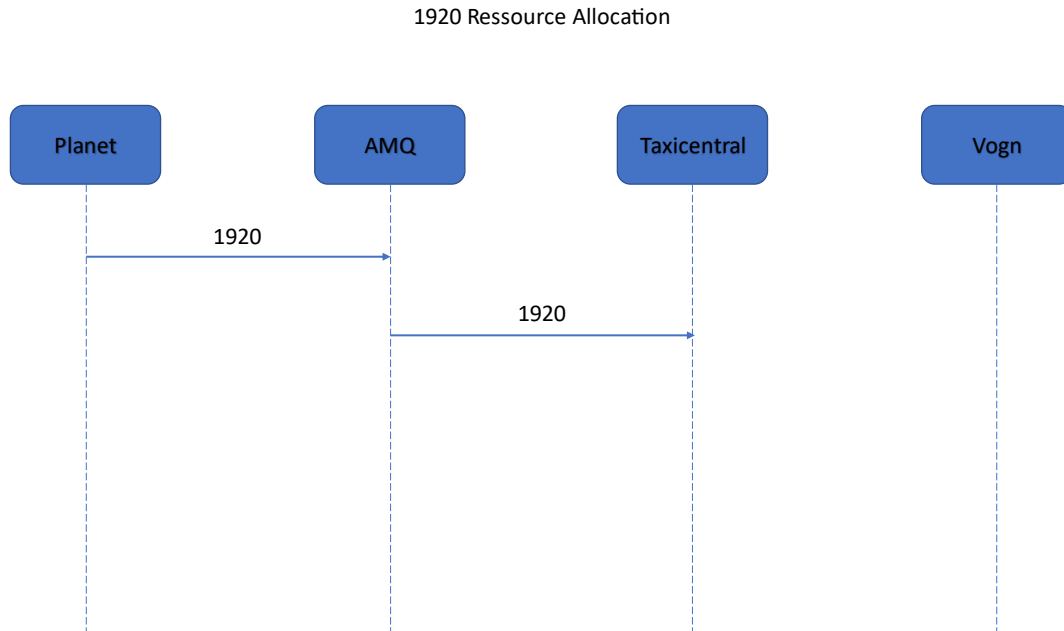 1920 Ressource Allocation
Planet
AMQ
Taxicentral
Vogn
1920
1920